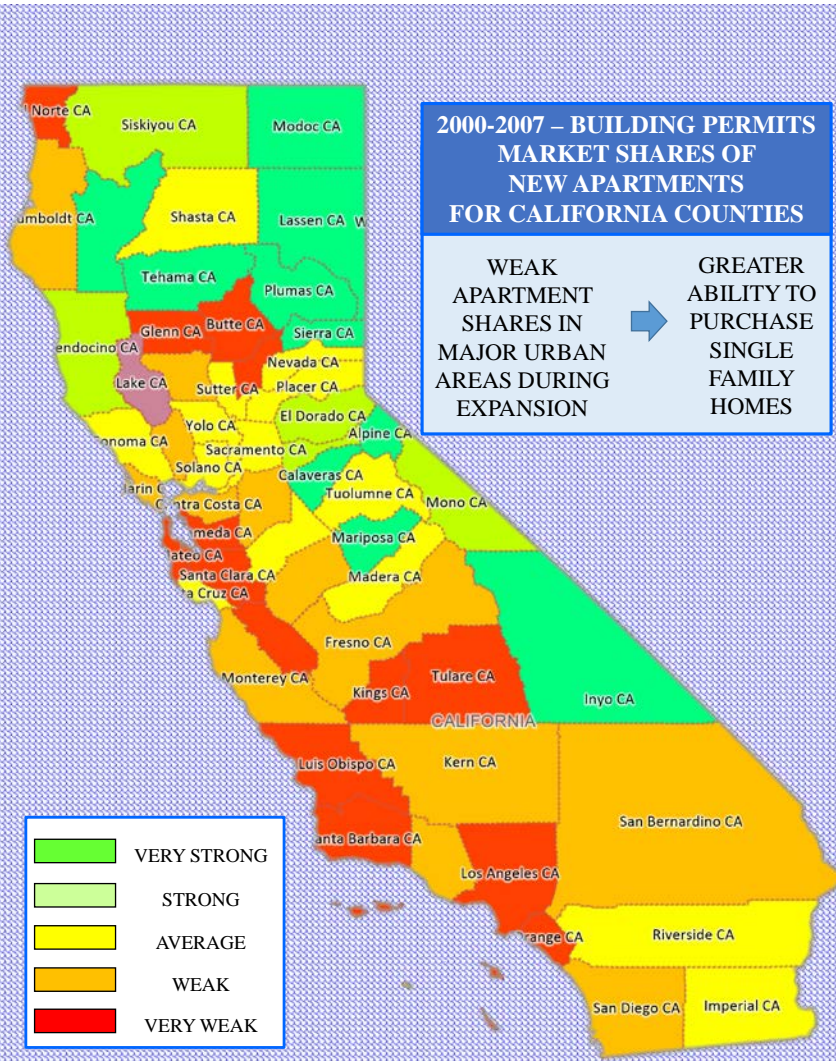 Norte CA
Siskiyou CA
Modoc CA
2000-2007 – BUILDING PERMITS
MARKET SHARES OF
NEW APARTMENTS
FOR CALIFORNIA COUNTIES
WEAK
APARTMENT
SHARES IN
MAJOR URBAN
AREAS DURING
EXPANSION
GREATER
ABILITY TO
PURCHASE
SINGLE
FAMILY
HOMES
umboldt CA
Shasta CA
Lassen CA W
Tehama CA
Plumas CA
Glenn CA
Butte CA
Sierra CA
endocino CA
Nevada CA
Lake CA
Sutter CA
Placer CA
Yolo CA
El Dorado CA
onoma CA
Sacramento CA
Alpine CA
Solano CA
Calaveras CA
arin C
Tuolumne CA
Mono CA
C ntra Costa CA
meda CA
Mariposa CA
ateo CA
Santa Clara CA
Madera CA
a Cruz CA
Fresno CA
Monterey CA
Kings CA
Tulare CA
Inyo CA
CALIFORNIA
Luis Obispo CA
Kern CA
San Bernardino CA
anta Barbara CA
Los Angeles CA
range CA
Riverside CA
San Diego CA
Imperial CA
VERY STRONG
STRONG
AVERAGE
WEAK
VERY WEAK